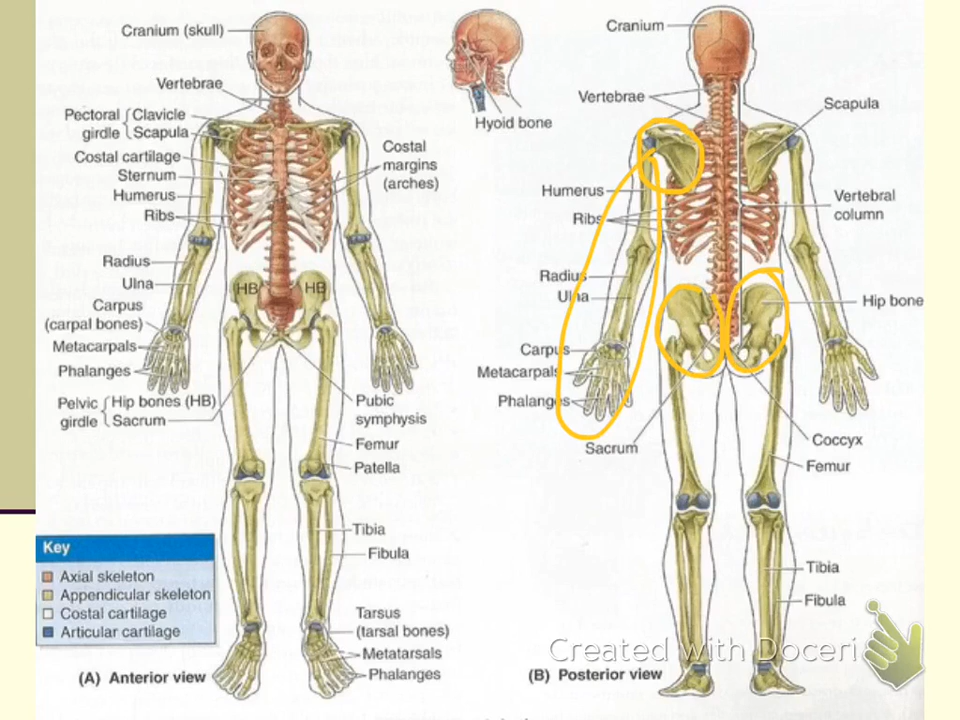 Cranium (skull)
Vertebrae
Pectoral girdle { Clavicle
Scapula
Costal cartilage
Sternum
Humerus
Ribs
Radius
Ulna
Carpus
(carpal bones)
Metacarpals
Phalanges
Pelvic girdle { Hip bones (HB)
Sacrum
HB
HB
Hyoid bone
Costal
margins
(arches)
Pubic
symphysis
Femur
Patella
Tibia
Fibula
Tarsus
(tarsal bones)
Metatarsals
Phalanges
Key
Axial skeleton
Appendicular skeleton
Costal cartilage
Articular cartilage
(A) Anterior view
Cranium
Vertebrae
Scapula
Humerus
Ribs
Vertebral
column
Radius
Ulna
Hip bone
Carpus
Metacarpals
Phalanges
Sacrum
Coccyx
Femur
Tibia
Fibula
Created with Doceri
(B) Posterior view